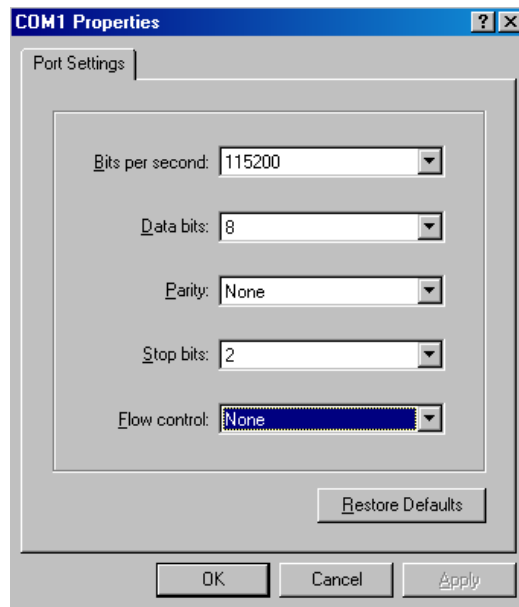 COM1 Properties
Port Settings
Bits per second: 115200
Data bits: 8
Parity: None
Stop bits: 2
Flow control: None
Restore Defaults
OK Cancel Apply